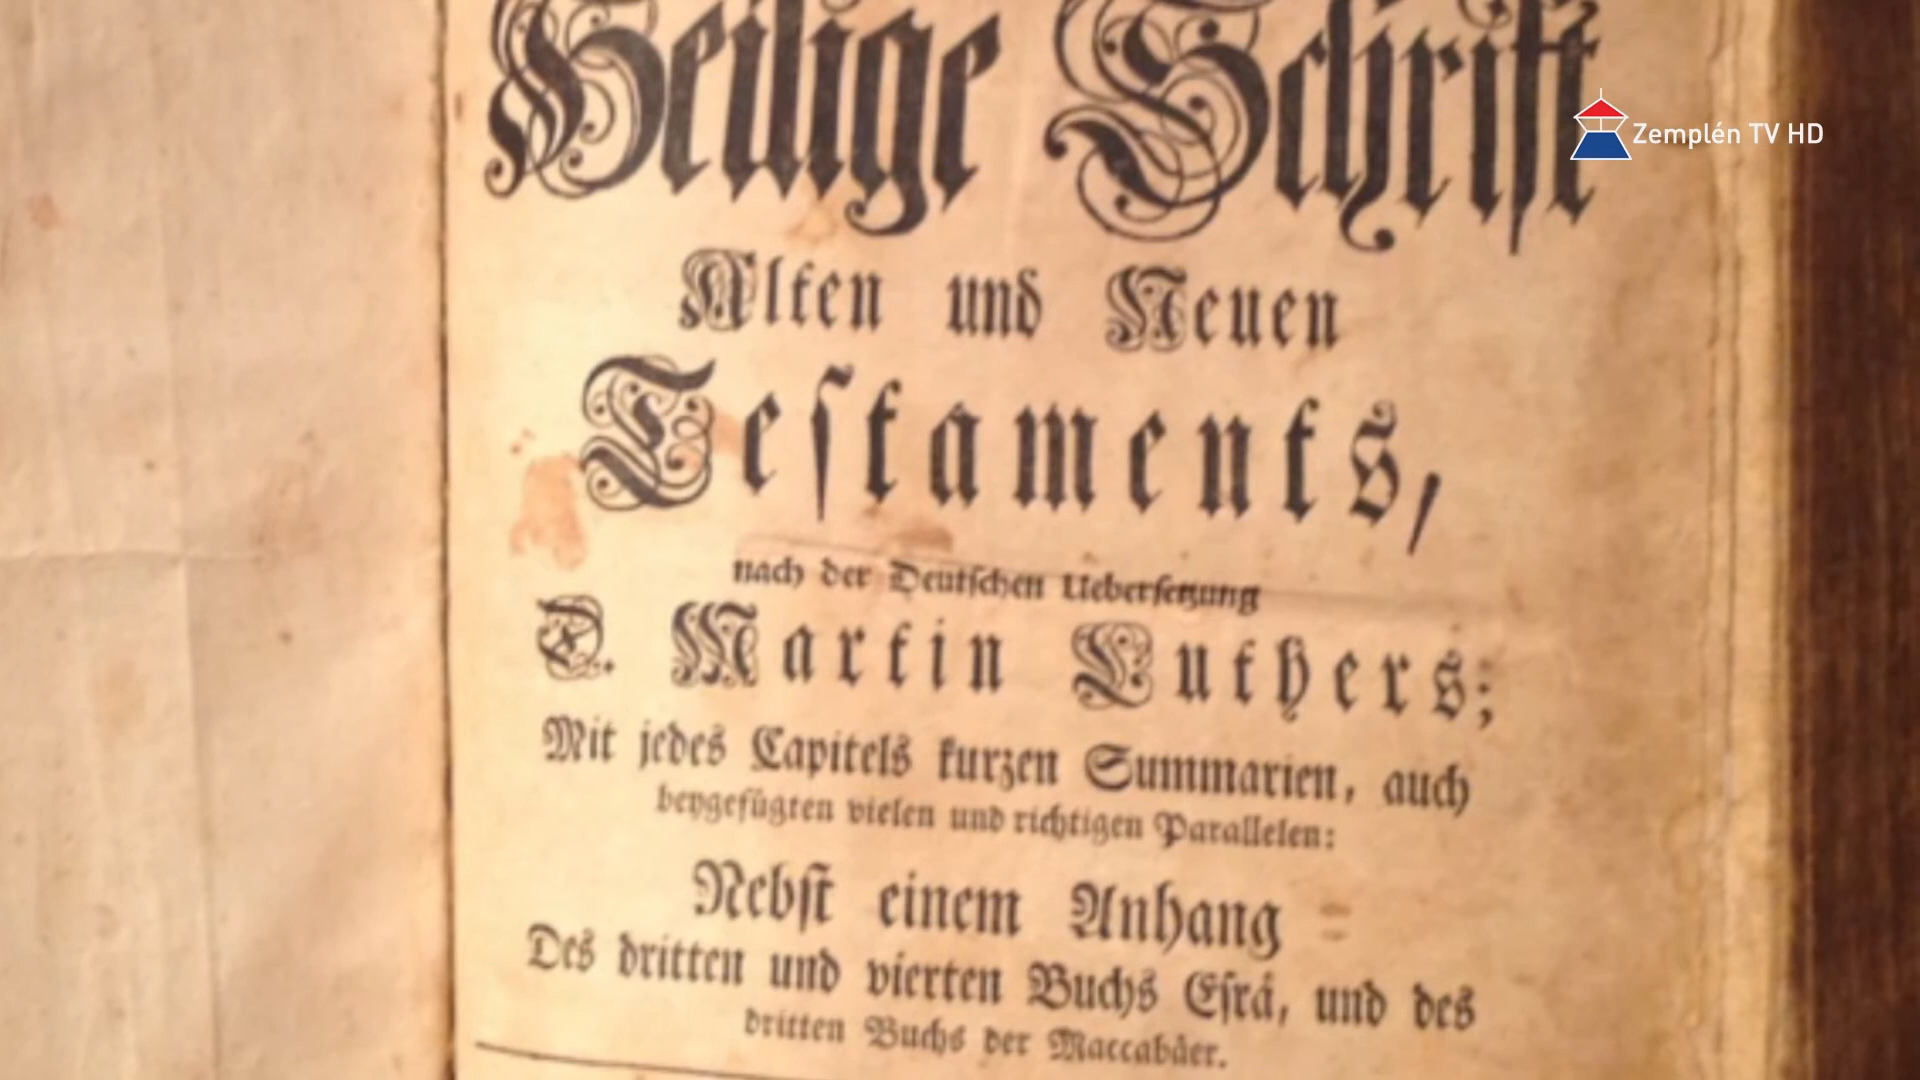 Heilige Schrift
Zemplén TV HD
Alten und Neuen
Teſtaments,
nach der Deutſchen Ueberſetzung
D. Martin Luthers;
Mit jedes Capitels kurzen Summarien, auch
beygefügten vielen und richtigen Parallelen:
Nebſt einem Anhang
Des dritten und vierten Buchs Eſrä, und des
dritten Buchs der Maccabäer.